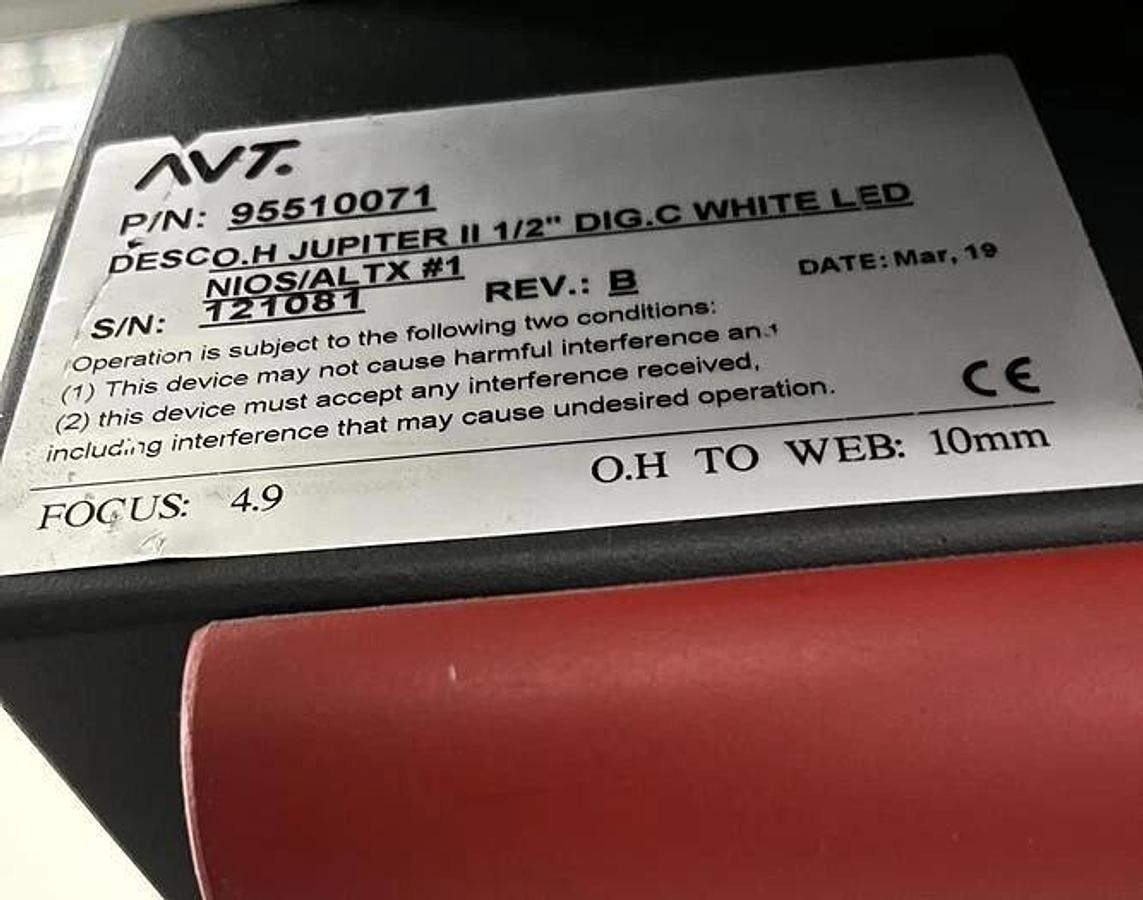 AVT.
P/N: 95510071
DESCO.H JUPITER II 1/2" DIG.C WHITE LED
NIOS/ALTX #1
S/N: 121081 REV.: B DATE: Mar, 19
Operation is subject to the following two conditions:
(1) This device may not cause harmful interference and
(2) this device must accept any interference received,
including interference that may cause undesired operation.
CE
FOCUS: 4.9 O.H TO WEB: 10mm